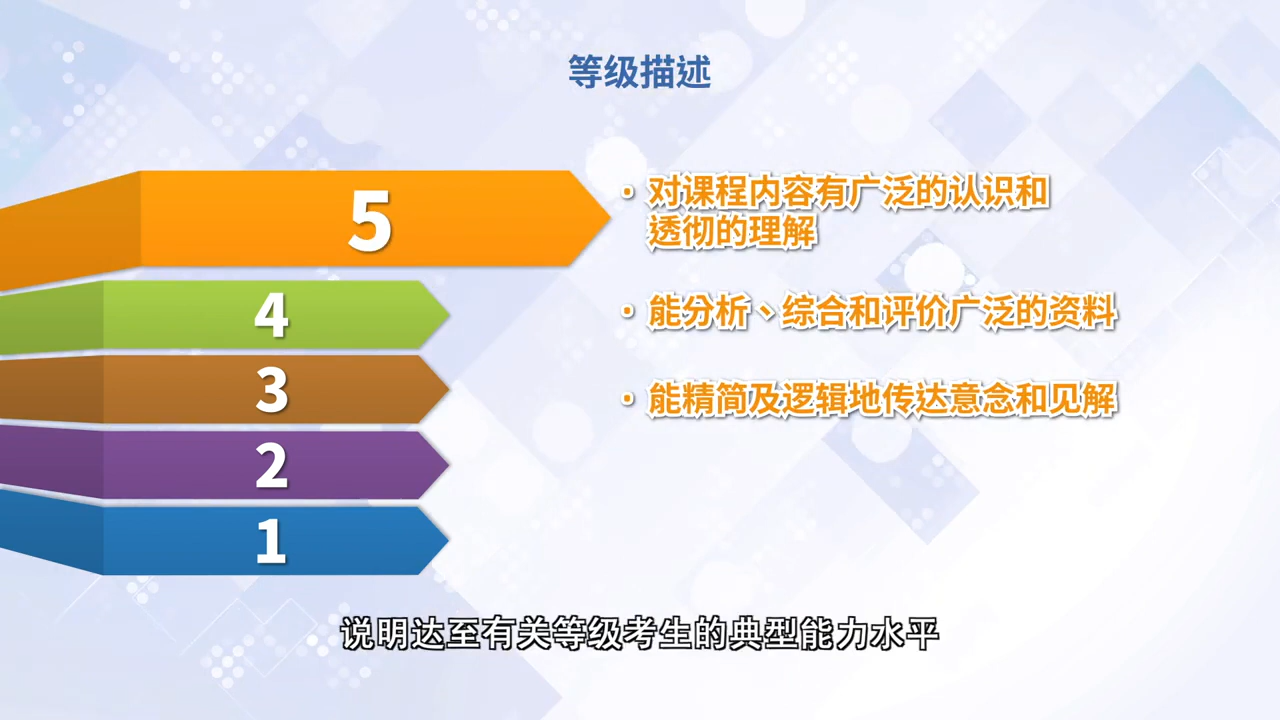 等级描述
5
对课程内容有广泛的认识和
透彻的理解
能分析、综合和评价广泛的资料
能精简及逻辑地传达意念和见解
4
3
2
1
说明达至有关等级考生的典型能力水平